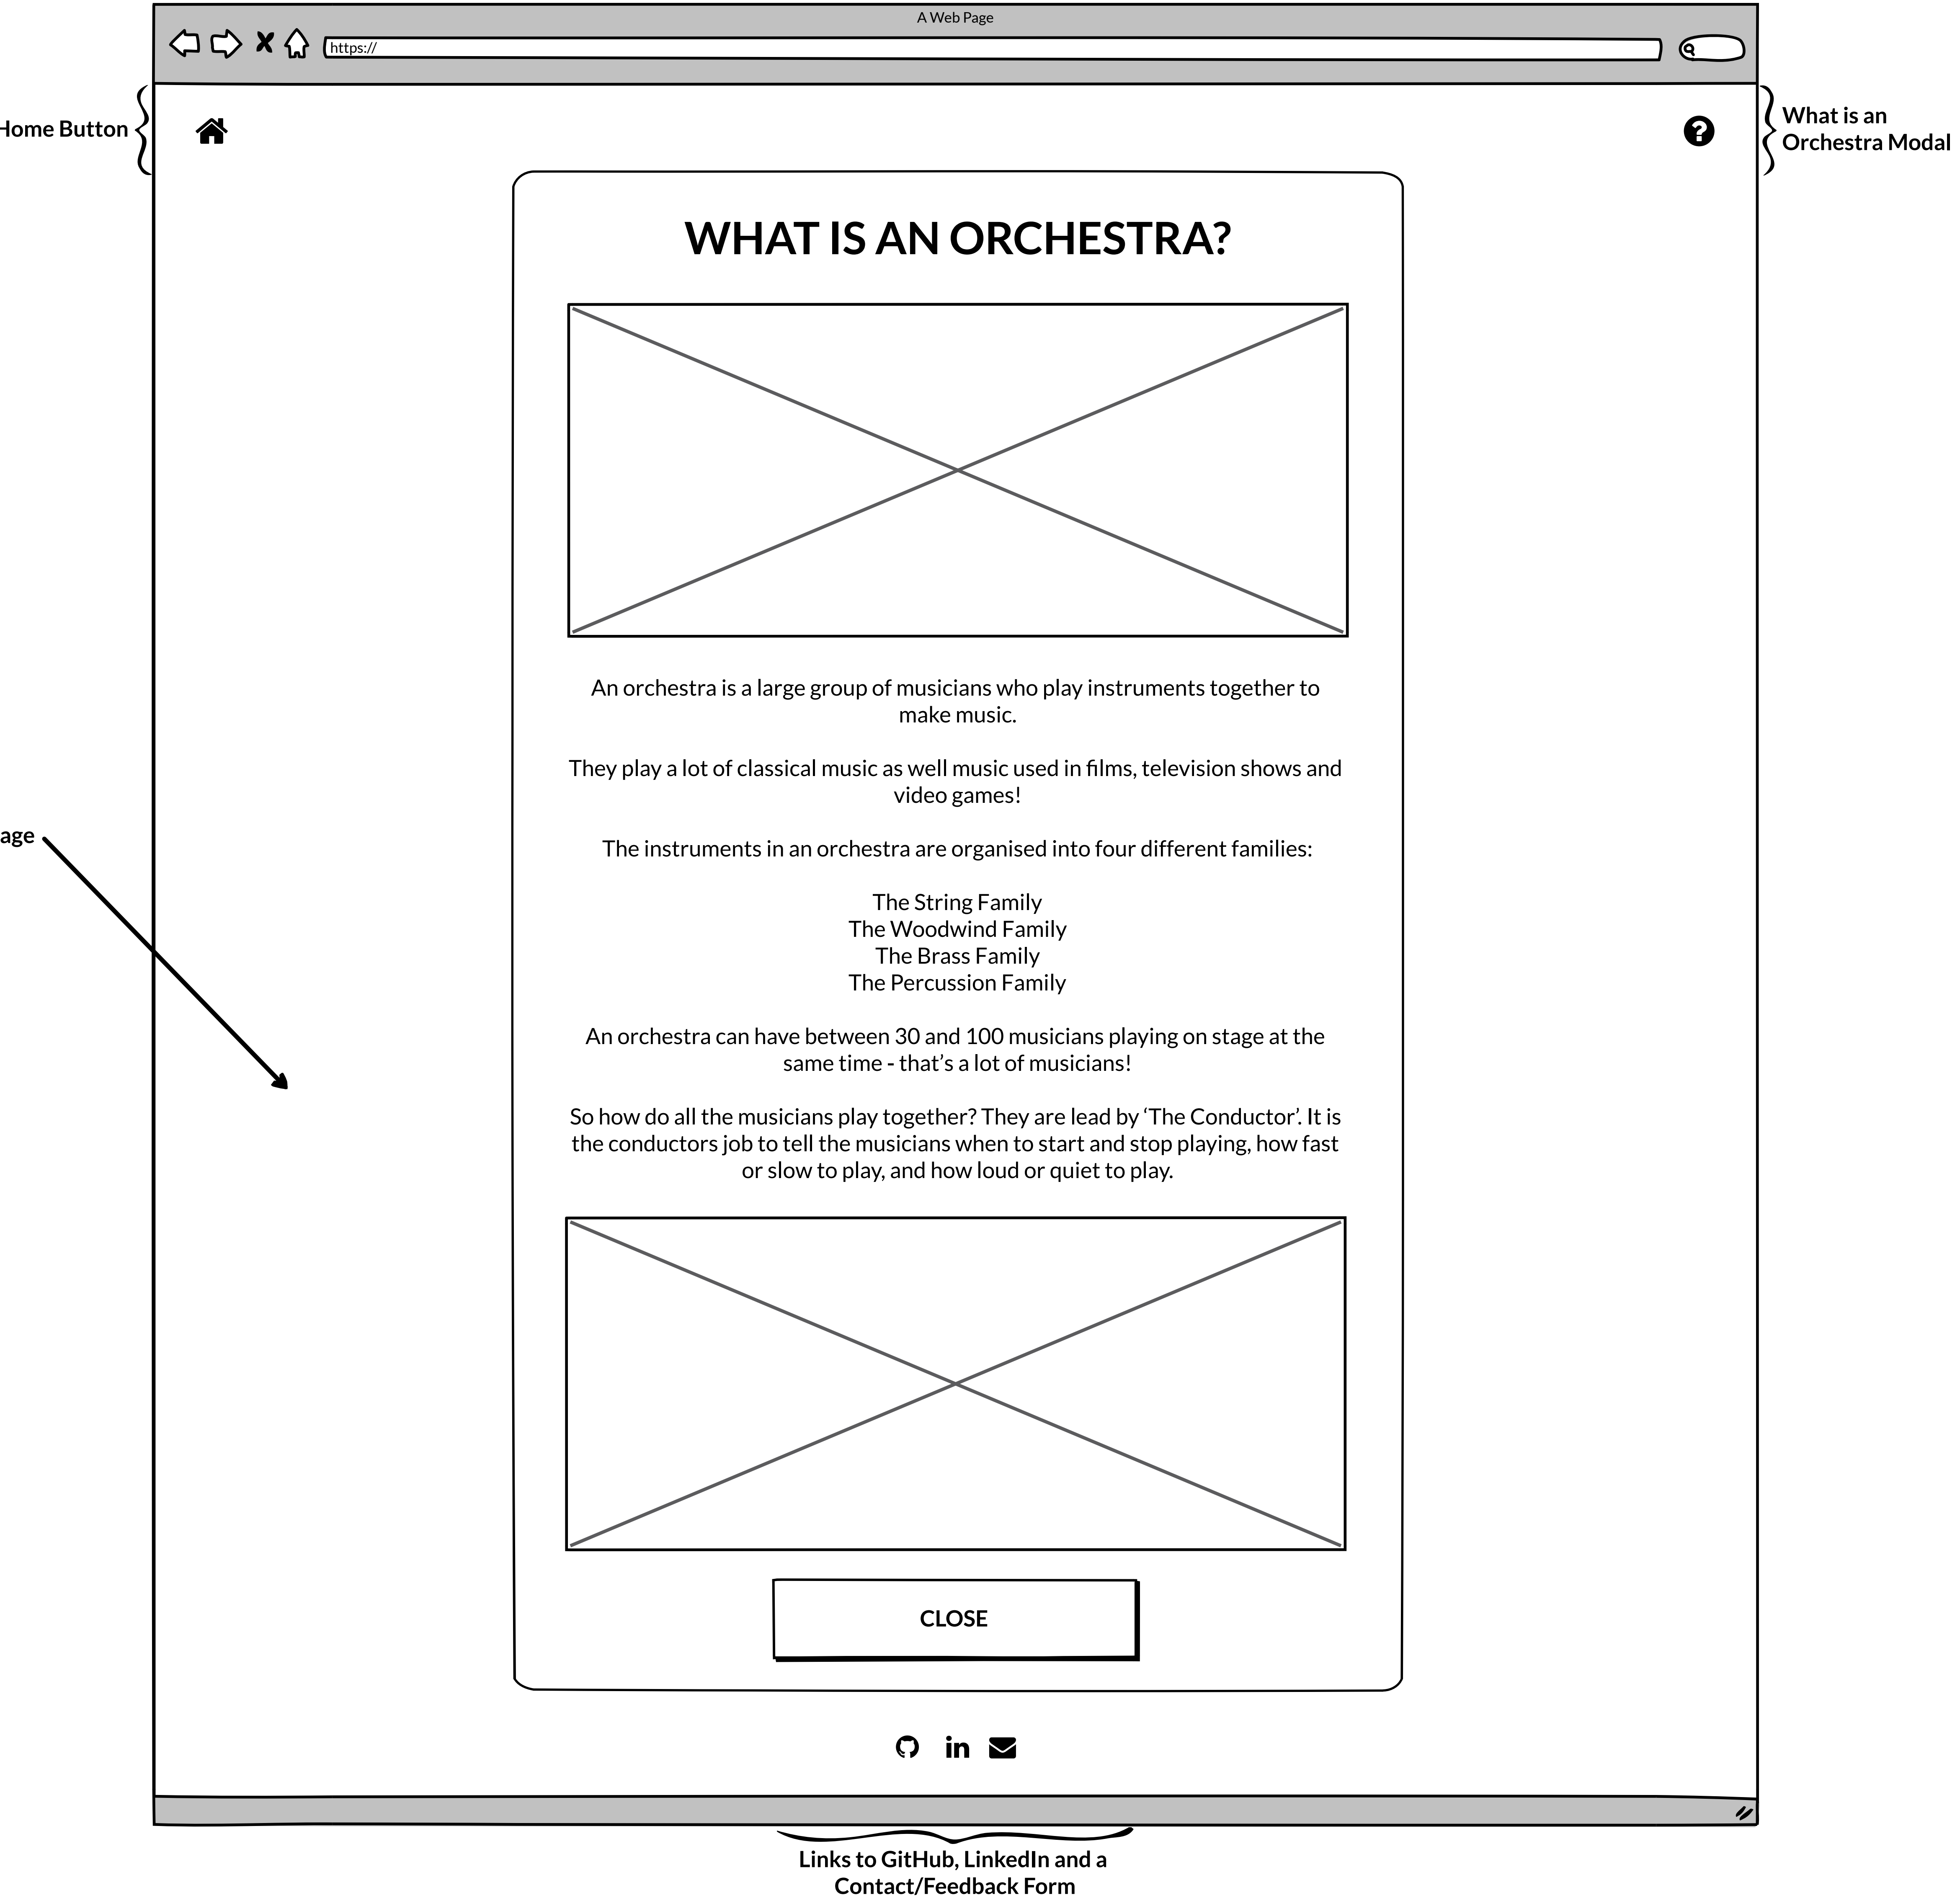 A Web Page
https://
Home Button
What is an
Orchestra Modal
WHAT IS AN ORCHESTRA?
An orchestra is a large group of musicians who play instruments together to
make music.
They play a lot of classical music as well music used in films, television shows and
video games!
The instruments in an orchestra are organised into four different families:
age
The String Family
The Woodwind Family
The Brass Family
The Percussion Family
An orchestra can have between 30 and 100 musicians playing on stage at the
same time - that's a lot of musicians!
So how do all the musicians play together? They are lead by ‘The Conductor’. It is
the conductors job to tell the musicians when to start and stop playing, how fast
or slow to play, and how loud or quiet to play.
CLOSE
in
Links to GitHub, LinkedIn and a
Contact/Feedback Form